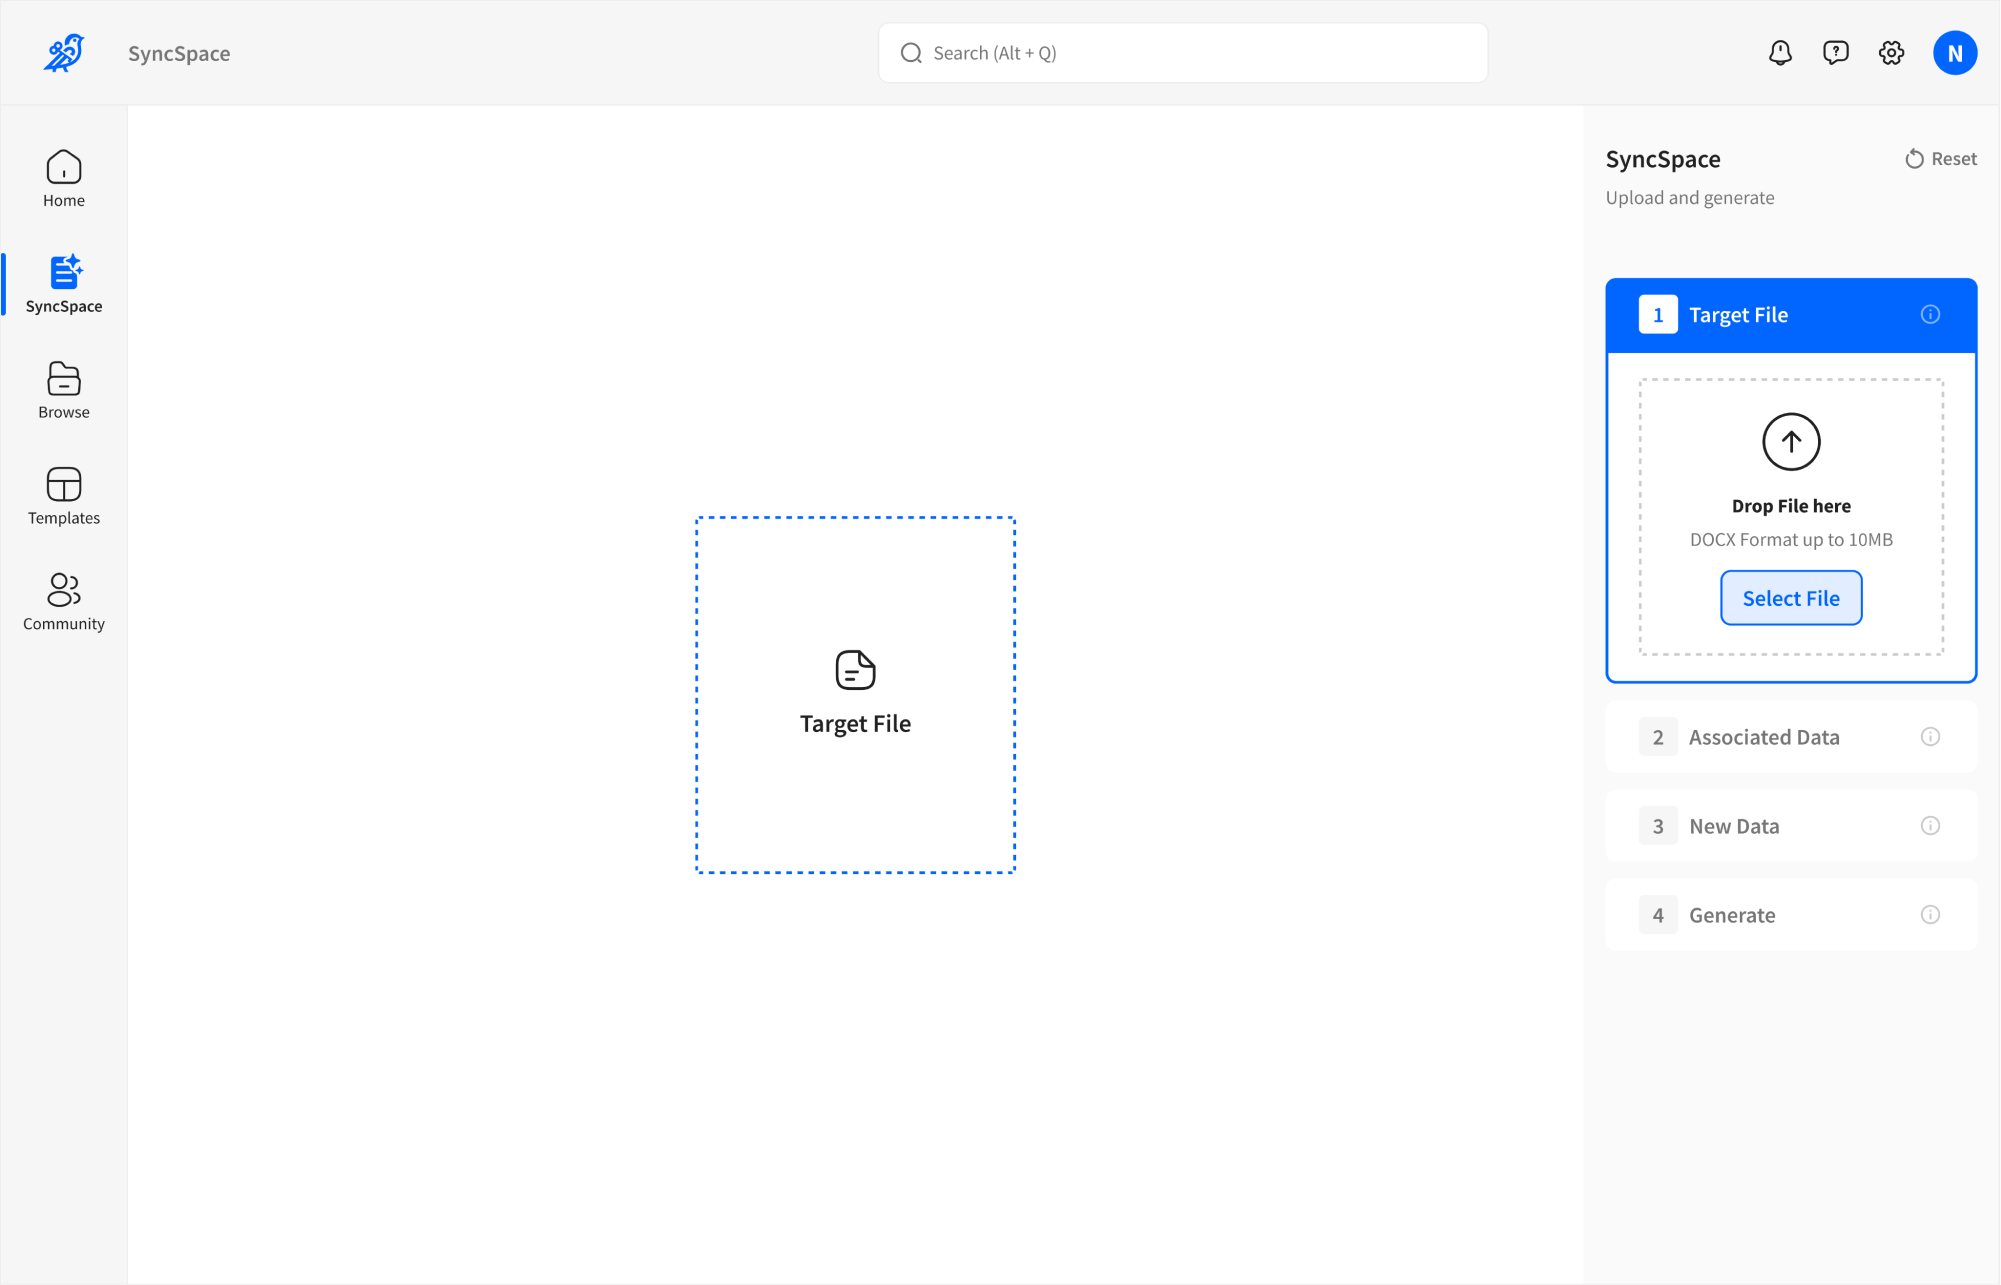 SyncSpace
Search (Alt + Q)
N
Home
SyncSpace
Browse
Templates
Community
Target File
SyncSpace
Reset
Upload and generate
1 Target File
Drop File here
DOCX Format up to 10MB
Select File
2 Associated Data
3 New Data
4 Generate